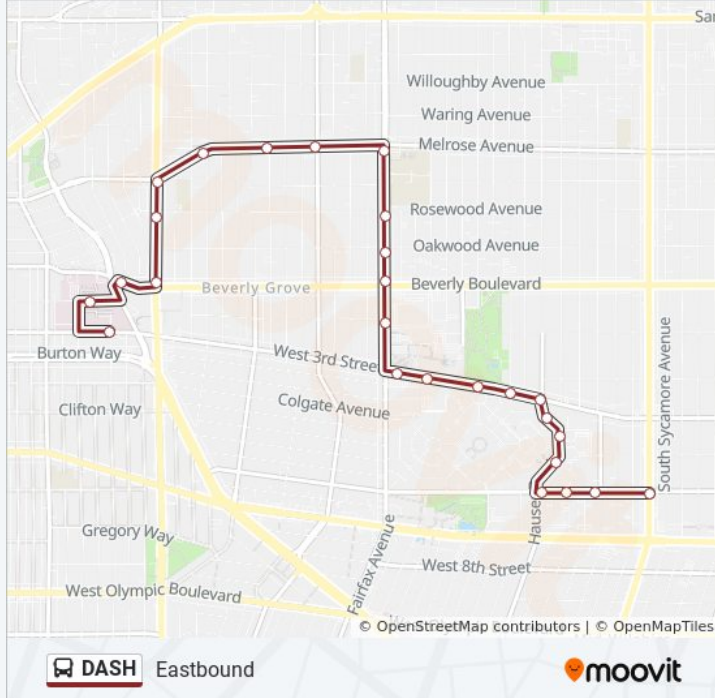 San
Willoughby Avenue
Waring Avenue
Melrose Avenue
Rosewood Avenue
Oakwood Avenue
Beverly Boulevard
Beverly Grove
Burton Way
West 3rd Stree
Colgate Avenue
Clifton Way
South Sycamore Avenue
Hause
Gregory Way
Fairfax Avenue
West 8th Street
West Olympic Boulevard
© OpenStreetMap contributors | © OpenMapTiles
DASH Eastbound
moovit